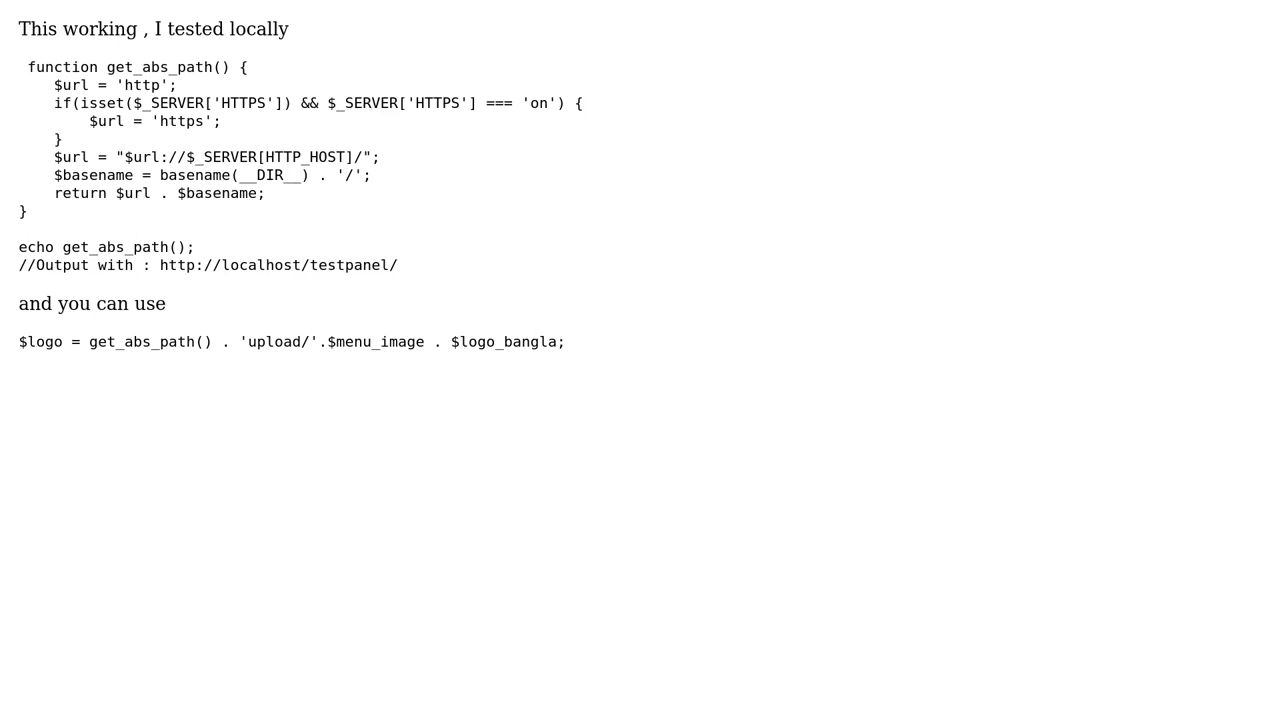 This working , I tested locally
 function get_abs_path() {
    $url = 'http';
    if(isset($_SERVER['HTTPS']) && $_SERVER['HTTPS'] === 'on') {
        $url = 'https';
    }
    $url = "$url://$_SERVER[HTTP_HOST]/";
    $basename = basename(__DIR__) . '/';
    return $url . $basename;
}
echo get_abs_path();
//Output with : http://localhost/testpanel/
and you can use
$logo = get_abs_path() . 'upload/'.$menu_image . $logo_bangla;